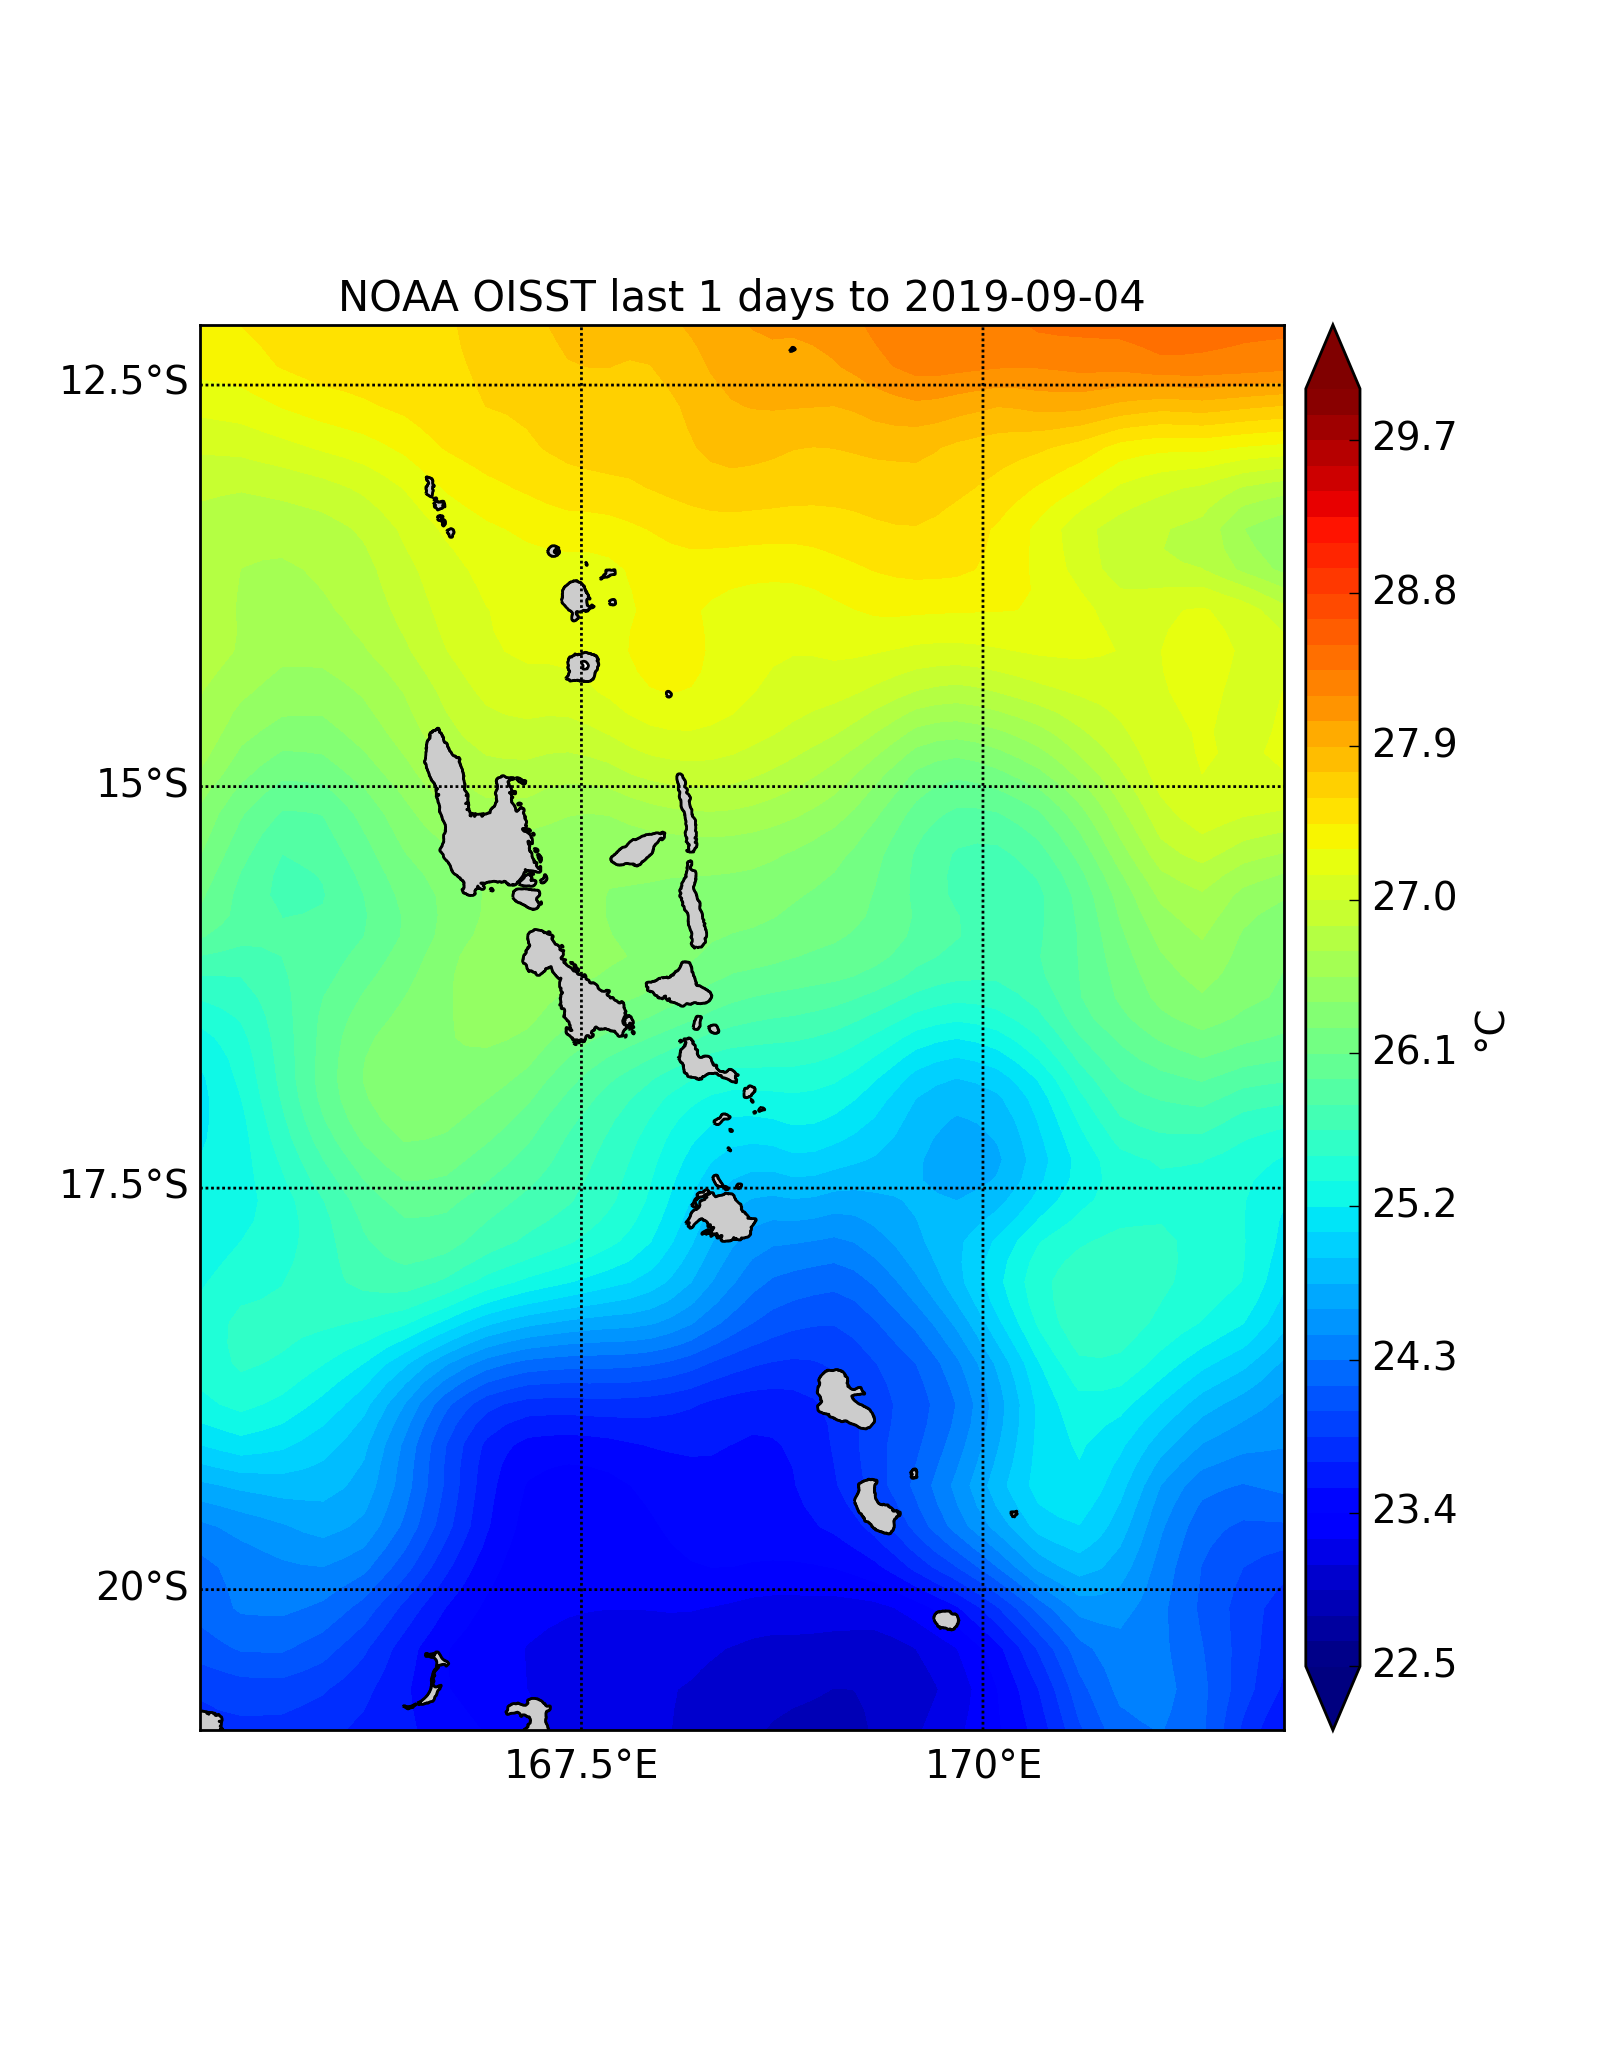 NOAA OISST last 1 days to 2019-09-04
12.5°S
15°S
17.5°S
20°S
167.5°E
170°E
29.7
28.8
27.9
27.0
26.1
25.2
24.3
23.4
22.5
°C